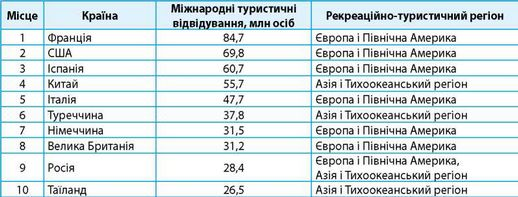 Місце Країна Міжнародні туристичні відвідування, млн осіб Рекреаційно-туристичний регіон
1 Франція 84,7 Європа і Північна Америка
2 США 69,8 Європа і Північна Америка
3 Іспанія 60,7 Європа і Північна Америка
4 Китай 55,7 Азія і Тихоокеанський регіон
5 Італія 47,7 Європа і Північна Америка
6 Туреччина 37,8 Азія і Тихоокеанський регіон
7 Німеччина 31,5 Європа і Північна Америка
8 Велика Британія 31,2 Європа і Північна Америка
9 Росія 28,4 Європа і Північна Америка,
Азія і Тихоокеанський регіон
10 Таїланд 26,5 Азія і Тихоокеанський регіон